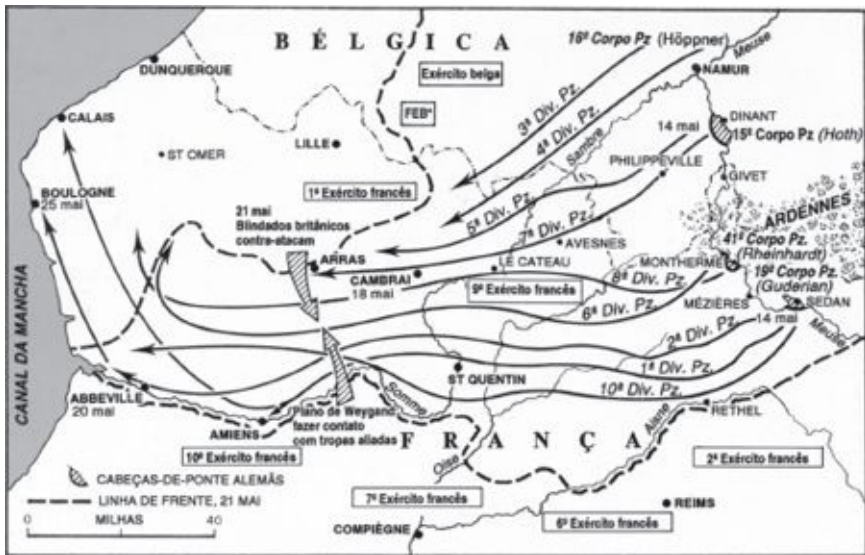 BÉLGICA
16º Corpo Pz (Höppner)
Meuse
NAMUR
DUNQUERQUE
Exército belga
FEB*
3ª Div. Pz.
4ª Div. Pz.
Sambre
DINANT
14 mai
15º Corpo Pz (Hoth)
CALAIS
LILLE
ST OMER
PHILIPPEVILLE
GIVET
1º Exército francês
5ª Div. Pz.
7ª Div. Pz.
ARDENNES
BOULOGNE
25 mai
21 mai
Blindados britânicos
contra-atacam
AVESNES
41º Corpo Pz.
(Rheinhardt)
MONTHERMÉ
ARRAS
CAMBRAI
18 mai
LE CATEAU
9º Exército francês
8ª Div. Pz.
6ª Div. Pz.
19º Corpo Pz.
(Guderian)
MÉZIÈRES
SEDAN
14 mai
Meuse
2ª Div. Pz.
1ª Div. Pz.
10ª Div. Pz.
CANAL DA MANCHA
ST QUENTIN
Somme
ABBEVILLE
20 mai
RETHEL
Aisne
AMIENS
Plano de Weygand
fazer contato
com tropas aliadas
FRANÇA
10º Exército francês
Oise
2º Exército francês
7º Exército francês
REIMS
6º Exército francês
COMPIÈGNE
CABEÇAS-DE-PONTE ALEMÃS
LINHA DE FRENTE, 21 MAI
MILHAS
0 40